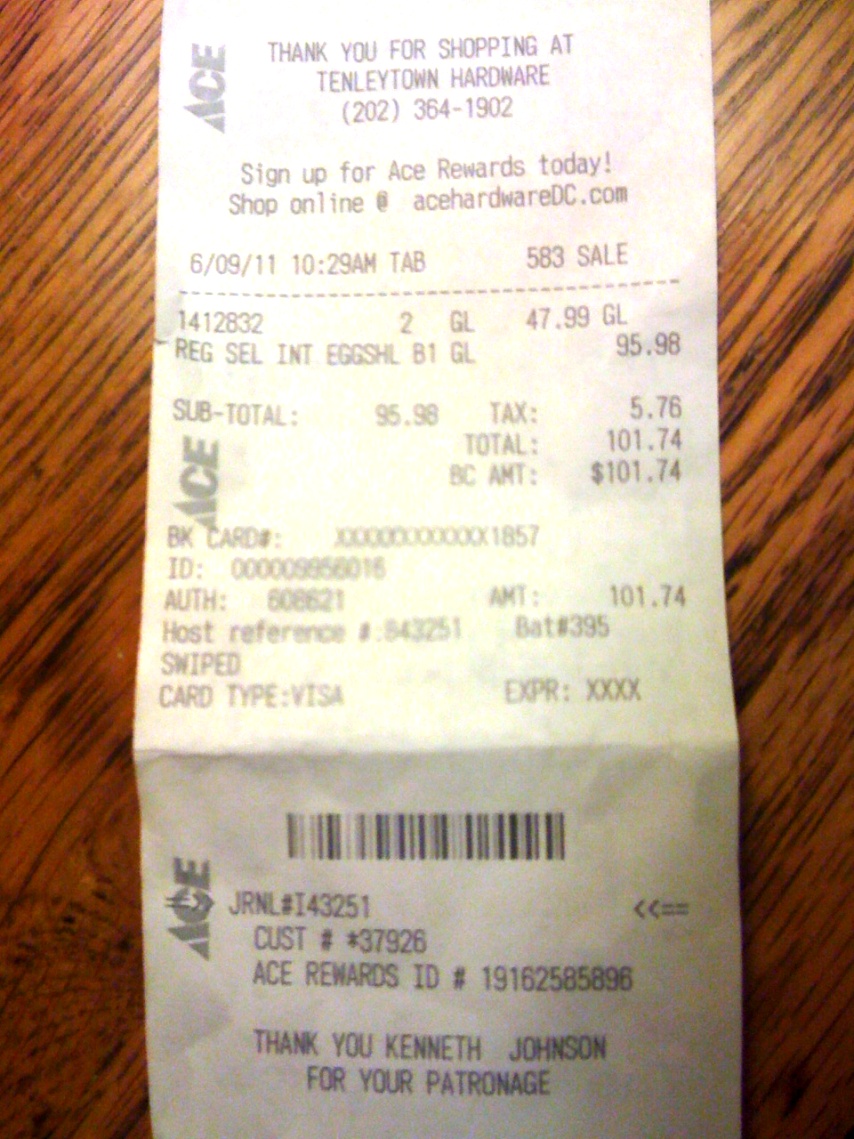 ACE
THANK YOU FOR SHOPPING AT
TENLEYTOWN HARDWARE
(202) 364-1902
Sign up for Ace Rewards today!
Shop online @ acehardwareDC.com
6/09/11 10:29AM TAB 583 SALE
1412832 2 GL 47.99 GL
REG SEL INT EGGSHL B1 GL 95.98
SUB-TOTAL: 95.98 TAX: 5.76
TOTAL: 101.74
ACE
BC AMT: $101.74
BK CARD#: XXXXXXXXXXXX1857
ID: 000009956016
AUTH: 608621 AMT: 101.74
Host reference #:843251 Bat#395
SWIPED
CARD TYPE:VISA EXPR: XXXX
ACE
JRNL#I43251 <<==
CUST # *37926
ACE REWARDS ID # 19162585896
THANK YOU KENNETH JOHNSON
FOR YOUR PATRONAGE